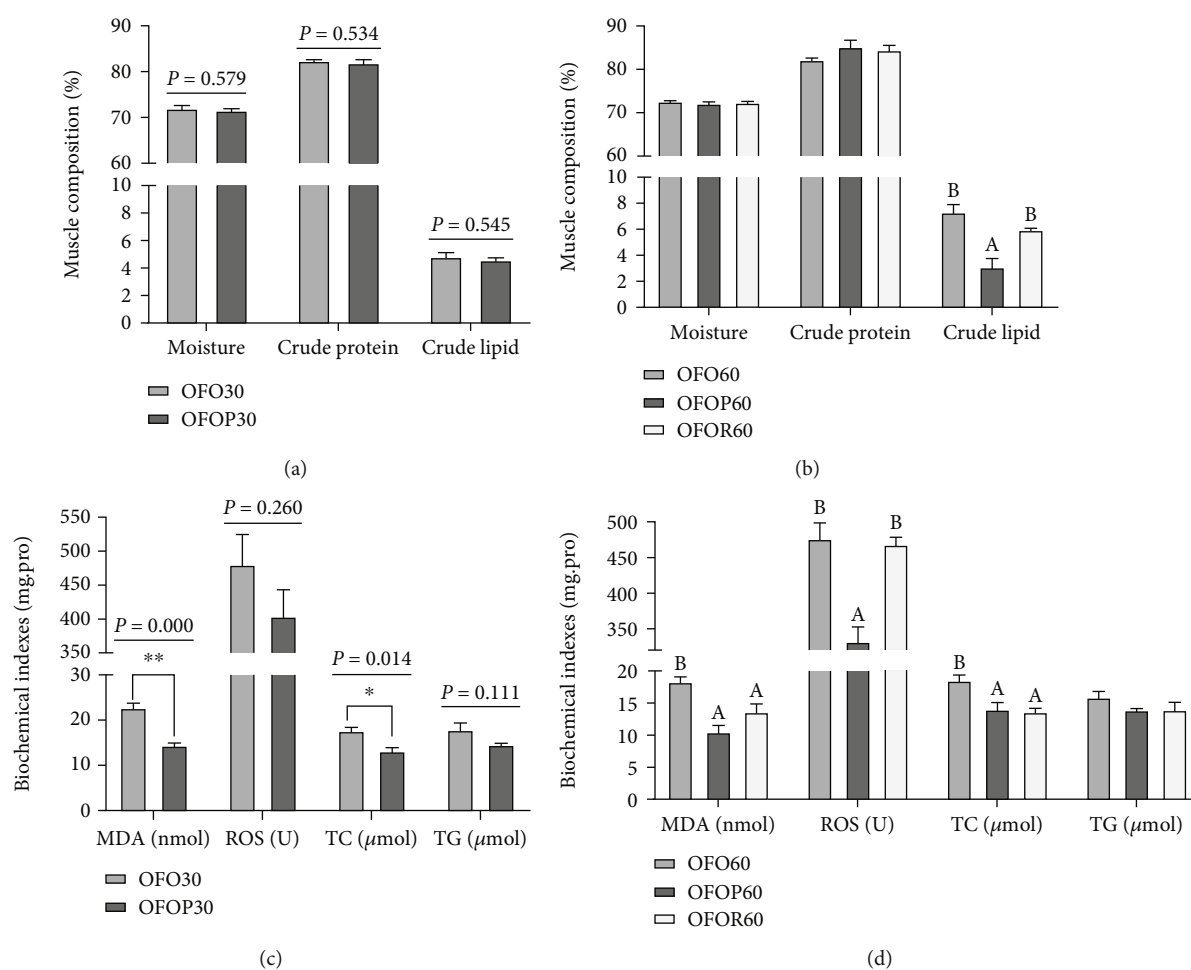 Muscle composition (%)
90
80
70
60
10
8
6
4
2
0
P = 0.579
P = 0.534
P = 0.545
Moisture
Crude protein
Crude lipid
OFO30
OFOP30
(a)
Muscle composition (%)
90
80
70
60
10
9
8
7
6
5
4
3
2
1
0
B
A
B
Moisture
Crude protein
Crude lipid
OFO60
OFOP60
OFOR60
(b)
Biochemical indexes (mg.pro)
550
500
450
400
350
30
20
10
0
P = 0.000
**
P = 0.260
P = 0.014
*
P = 0.111
MDA (nmol)
ROS (U)
TC (μmol)
TG (μmol)
OFO30
OFOP30
(c)
Biochemical indexes (mg.pro)
500
450
400
350
20
15
10
5
0
B
A
A
B
A
B
B
A
A
MDA (nmol)
ROS (U)
TC (μmol)
TG (μmol)
OFO60
OFOP60
OFOR60
(d)